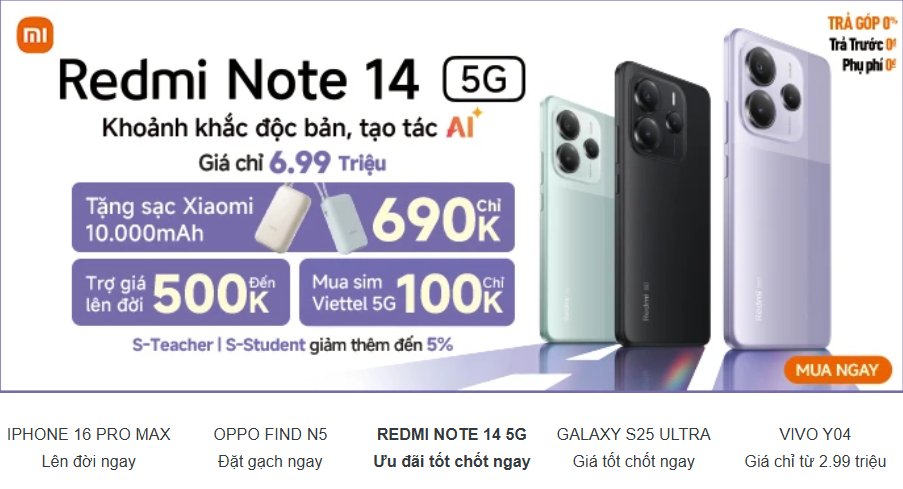 mi
TRẢ GÓP 0%
Trả Trước 0đ
Phụ phí 0đ
Redmi Note 14 5G
Khoảnh khắc độc bản, tạo tác AI
Giá chỉ 6.99 Triệu
Tặng sạc Xiaomi
10.000mAh
Chỉ
690K
Trợ giá
lên đời
Đến
500K
Mua sim
Viettel 5G
Chỉ
100K
S-Teacher | S-Student giảm thêm đến 5%
MUA NGAY
IPHONE 16 PRO MAX
Lên đời ngay
OPPO FIND N5
Đặt gạch ngay
REDMI NOTE 14 5G
Ưu đãi tốt chốt ngay
GALAXY S25 ULTRA
Giá tốt chốt ngay
VIVO Y04
Giá chỉ từ 2.99 triệu